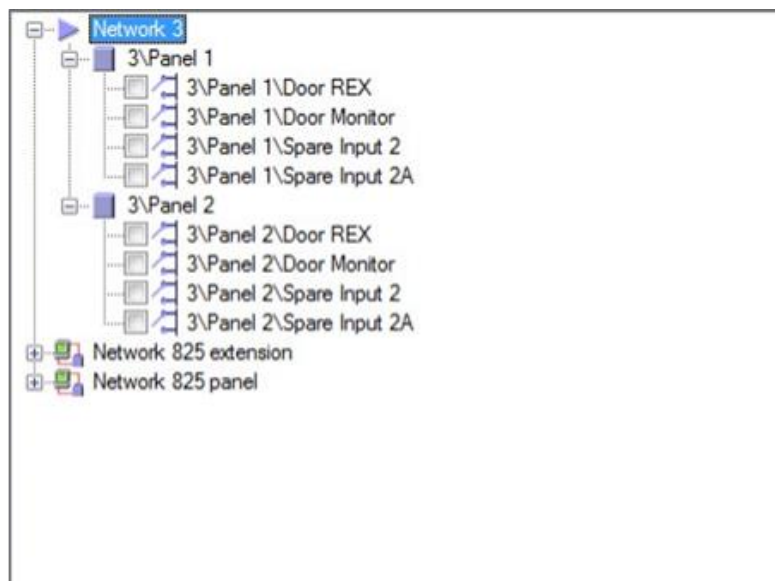 Network 3
3\Panel 1
3\Panel 1\Door REX
3\Panel 1\Door Monitor
3\Panel 1\Spare Input 2
3\Panel 1\Spare Input 2A
3\Panel 2
3\Panel 2\Door REX
3\Panel 2\Door Monitor
3\Panel 2\Spare Input 2
3\Panel 2\Spare Input 2A
Network 825 extension
Network 825 panel